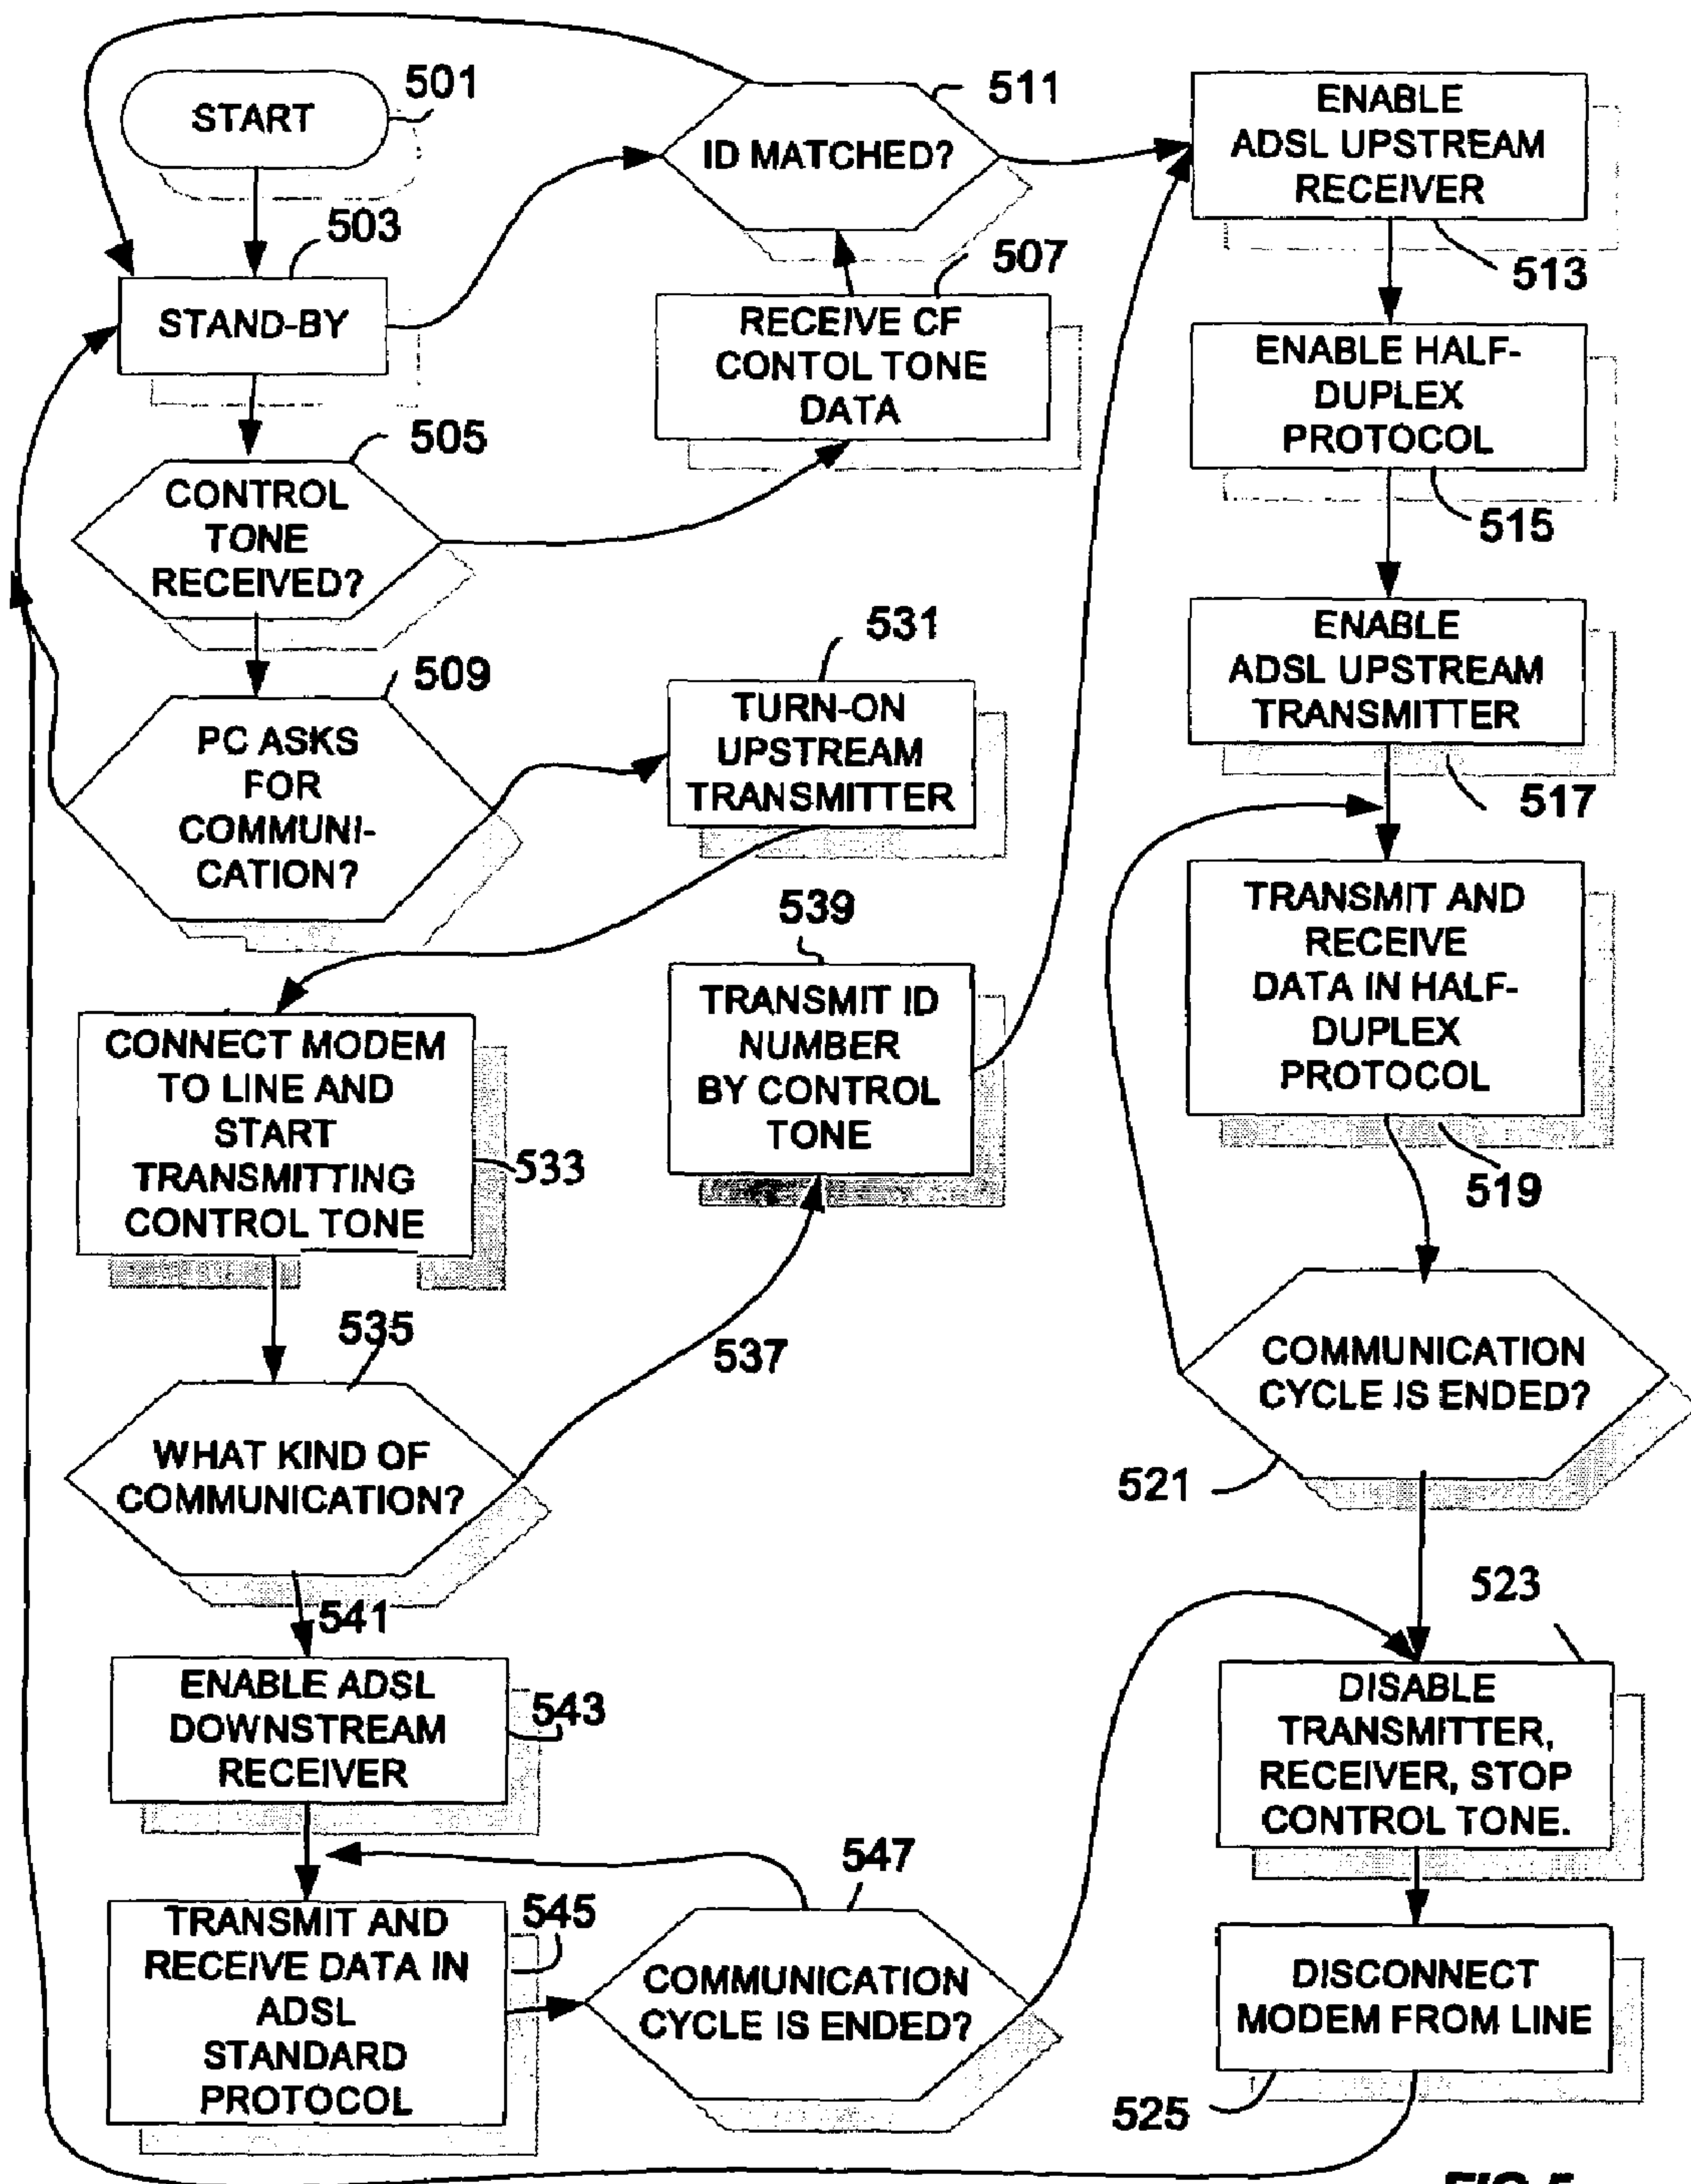 START
501
503
STAND-BY
505
CONTROL
TONE
RECEIVED?
509
PC ASKS
FOR
COMMUNI-
CATION?
ID MATCHED?
511
507
RECEIVE CF
CONTOL TONE
DATA
531
TURN-ON
UPSTREAM
TRANSMITTER
539
TRANSMIT ID
NUMBER
BY CONTROL
TONE
CONNECT MODEM
TO LINE AND
START
TRANSMITTING
CONTROL TONE
533
535
537
WHAT KIND OF
COMMUNICATION?
541
ENABLE ADSL
DOWNSTREAM
RECEIVER
543
TRANSMIT AND
RECEIVE DATA IN
ADSL
STANDARD
PROTOCOL
545
547
COMMUNICATION
CYCLE IS ENDED?
ENABLE
ADSL UPSTREAM
RECEIVER
513
ENABLE HALF-
DUPLEX
PROTOCOL
515
ENABLE
ADSL UPSTREAM
TRANSMITTER
517
TRANSMIT AND
RECEIVE
DATA IN HALF-
DUPLEX
PROTOCOL
519
COMMUNICATION
CYCLE IS ENDED?
521
523
DISABLE
TRANSMITTER,
RECEIVER, STOP
CONTROL TONE.
DISCONNECT
MODEM FROM LINE
525
FIG 5